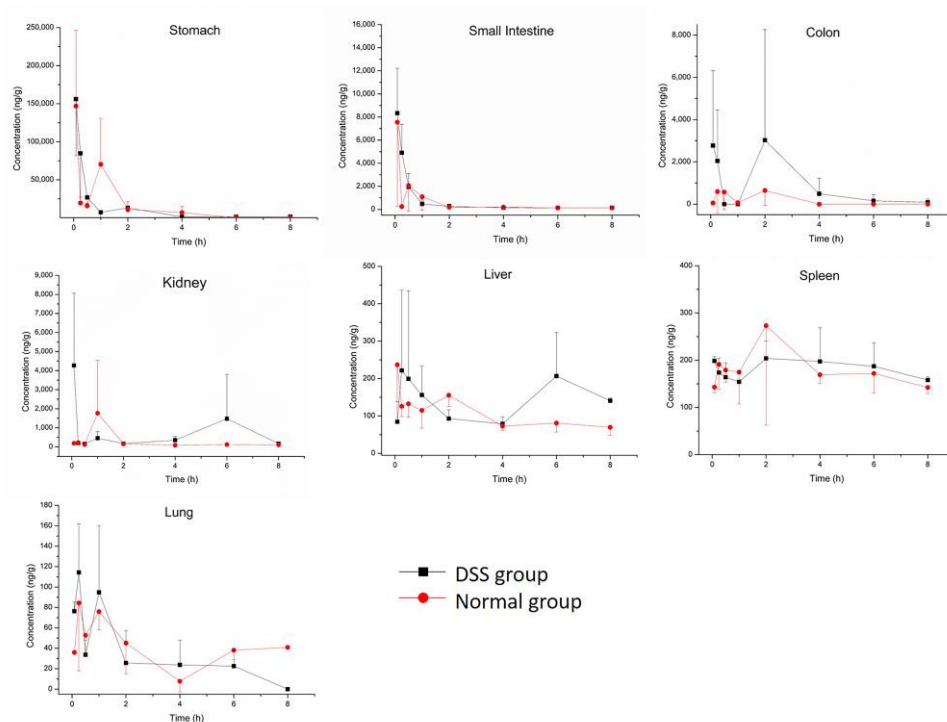 Stomach
Concentration (ng/g)
250,000
200,000
150,000
100,000
50,000
0 2 4 6 8
Time (h)
Small Intestine
Concentration (ng/g)
16,000
14,000
12,000
10,000
8,000
6,000
4,000
2,000
0
0 2 4 6 8
Time (h)
Colon
Concentration (ng/g)
8,000
6,000
4,000
2,000
0
0 2 4 6 8
Time (h)
Kidney
Concentration (ng/g)
9,000
8,000
7,000
6,000
5,000
4,000
3,000
2,000
1,000
0
0 2 4 6 8
Time (h)
Liver
Concentration (ng/g)
500
400
300
200
100
0
0 2 4 6 8
Time (h)
Spleen
Concentration (ng/g)
400
300
200
100
0
0 2 4 6 8
Time (h)
Lung
Concentration (ng/g)
180
160
140
120
100
80
60
40
20
0
0 2 4 6 8
Time (h)
DSS group
Normal group